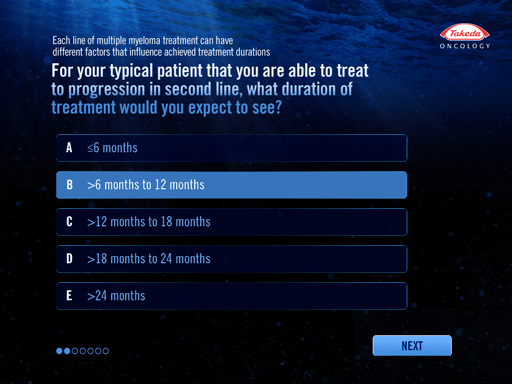 Each line of multiple myeloma treatment can have
different factors that influence achieved treatment durations
For your typical patient that you are able to treat
to progression in second line, what duration of
treatment would you expect to see?
Takeda
ONCOLOGY
A ≤6 months
B >6 months to 12 months
C >12 months to 18 months
D >18 months to 24 months
E >24 months
NEXT